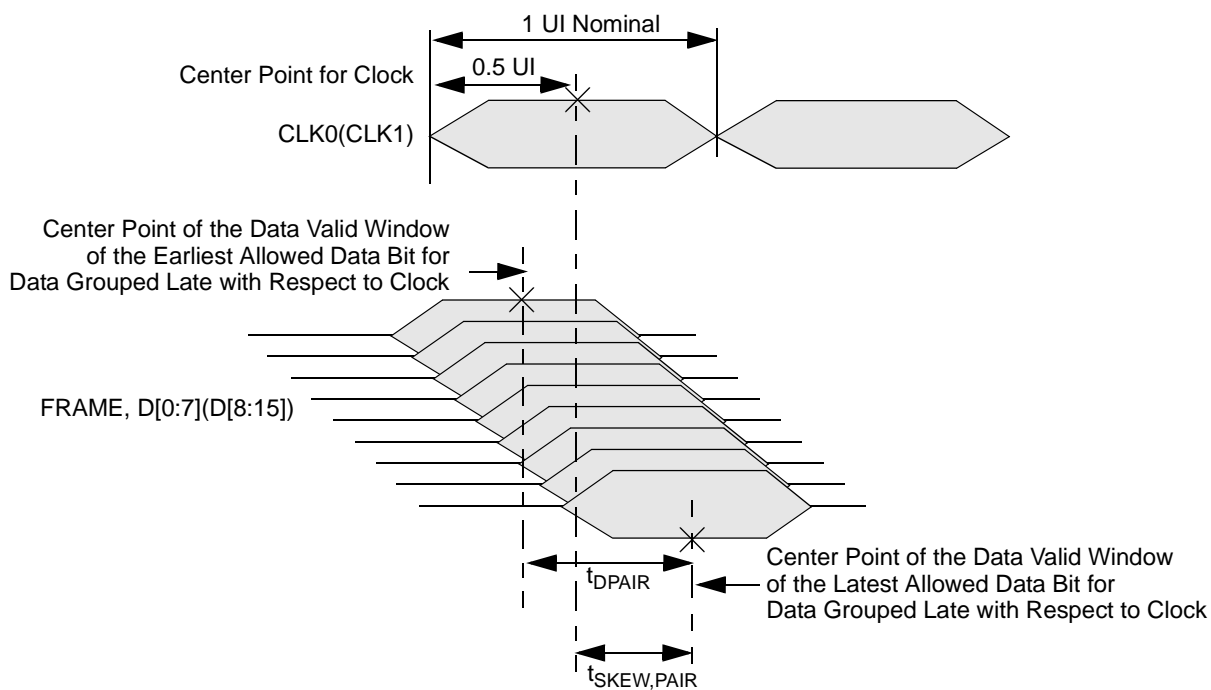 1 UI Nominal
0.5 UI
Center Point for Clock
CLK0(CLK1)
Center Point of the Data Valid Window
of the Earliest Allowed Data Bit for
Data Grouped Late with Respect to Clock
FRAME, D[0:7](D[8:15])
tDPAIR
Center Point of the Data Valid Window
of the Latest Allowed Data Bit for
Data Grouped Late with Respect to Clock
tSKEW,PAIR